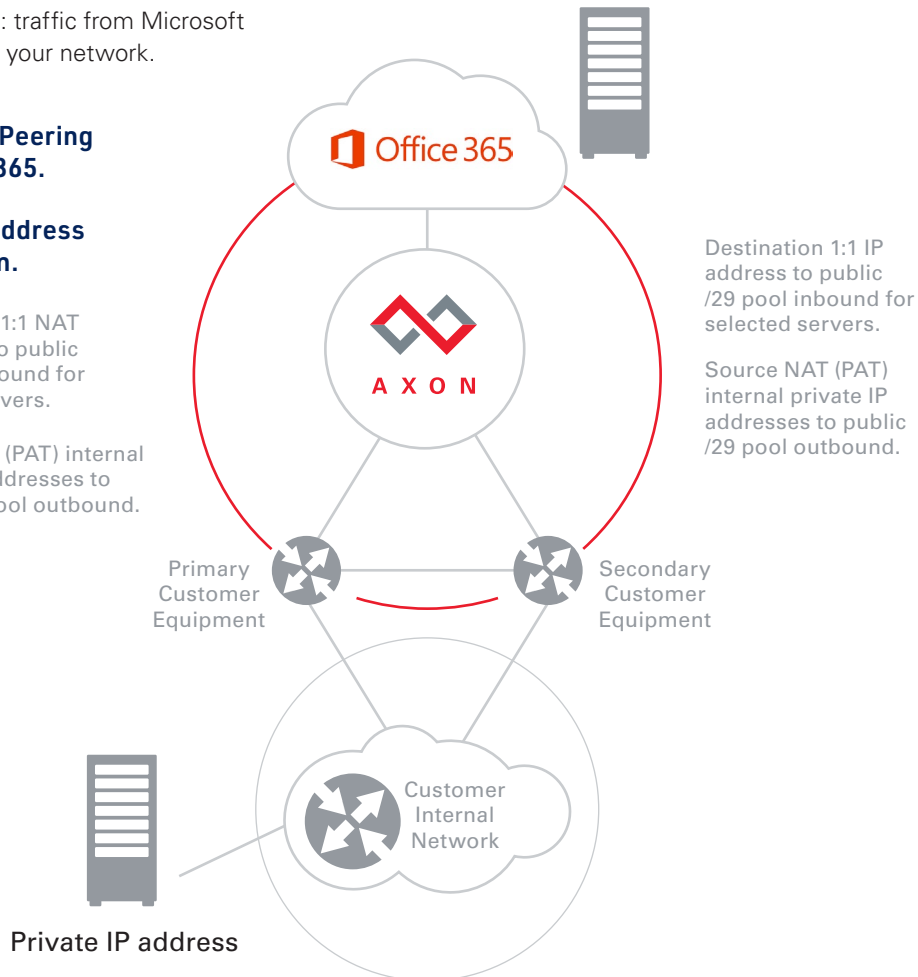 : traffic from Microsoft
your network.
Peering
365.
ddress
n.
1:1 NAT
o public
ound for
vers.
(PAT) internal
ddresses to
ool outbound.
Office 365
AXON
Destination 1:1 IP
address to public
/29 pool inbound for
selected servers.
Source NAT (PAT)
internal private IP
addresses to public
/29 pool outbound.
Primary
Customer
Equipment
Secondary
Customer
Equipment
Customer
Internal
Network
Private IP address